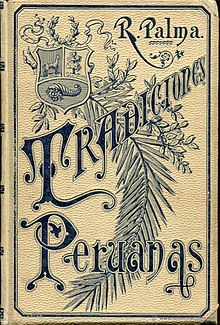 R. Palma.
TRADICIONES
Peruanas